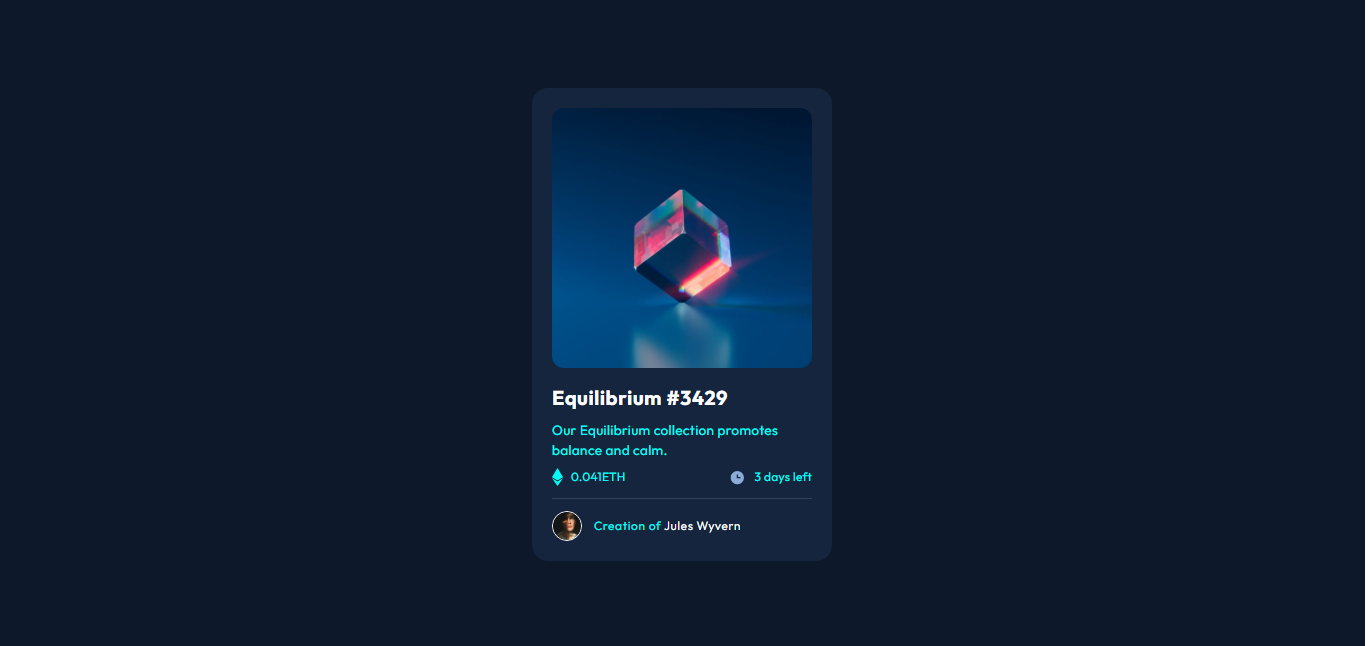 Equilibrium #3429
Our Equilibrium collection promotes
balance and calm.
0.041ETH
3 days left
Creation of Jules Wyvern